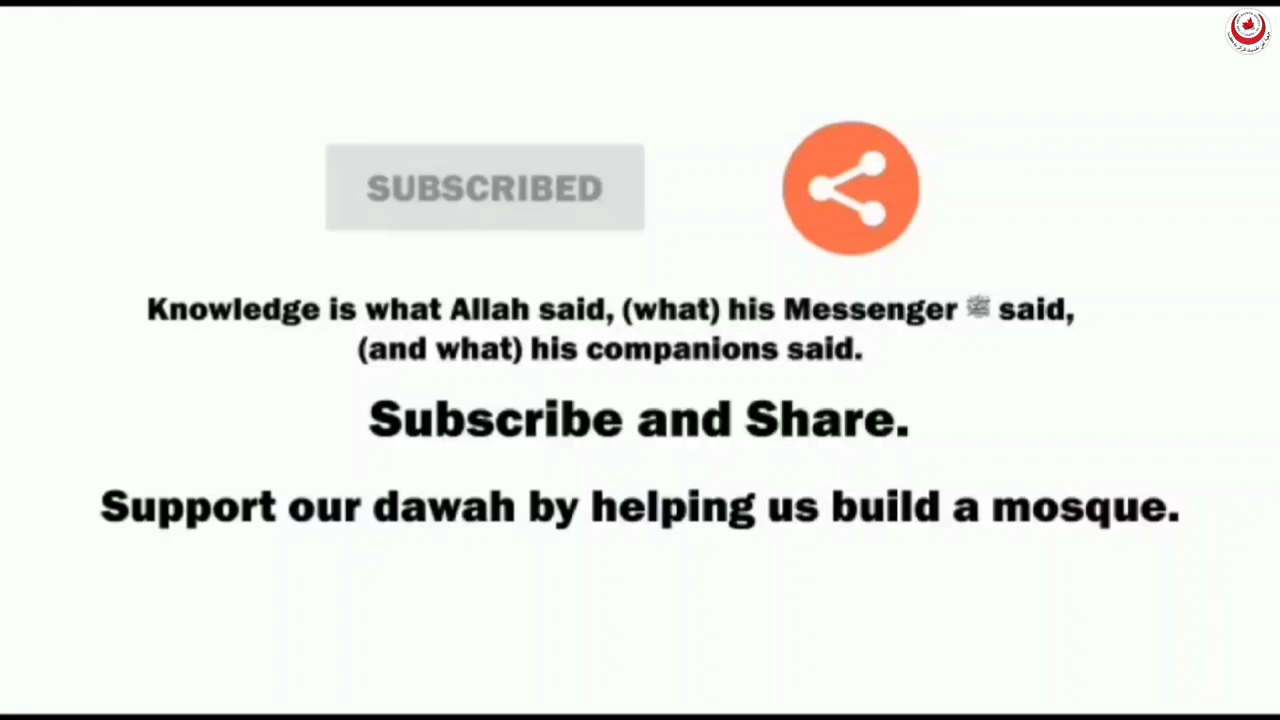 SUBSCRIBED
Knowledge is what Allah said, (what) his Messenger ﷺ said,
(and what) his companions said.
Subscribe and Share.
Support our dawah by helping us build a mosque.